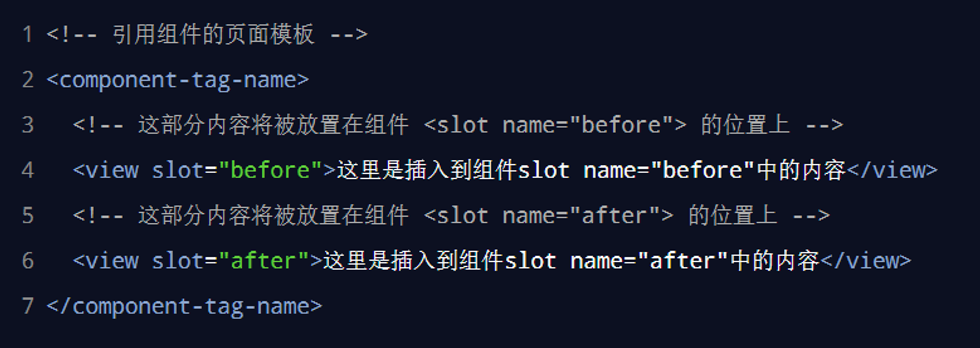 1 <!-- 引用组件的页面模板 -->
2 <component-tag-name>
3 <!-- 这部分内容将被放置在组件 <slot name="before"> 的位置上 -->
4 <view slot="before">这里是插入到组件slot name="before"中的内容</view>
5 <!-- 这部分内容将被放置在组件 <slot name="after"> 的位置上 -->
6 <view slot="after">这里是插入到组件slot name="after"中的内容</view>
7 </component-tag-name>